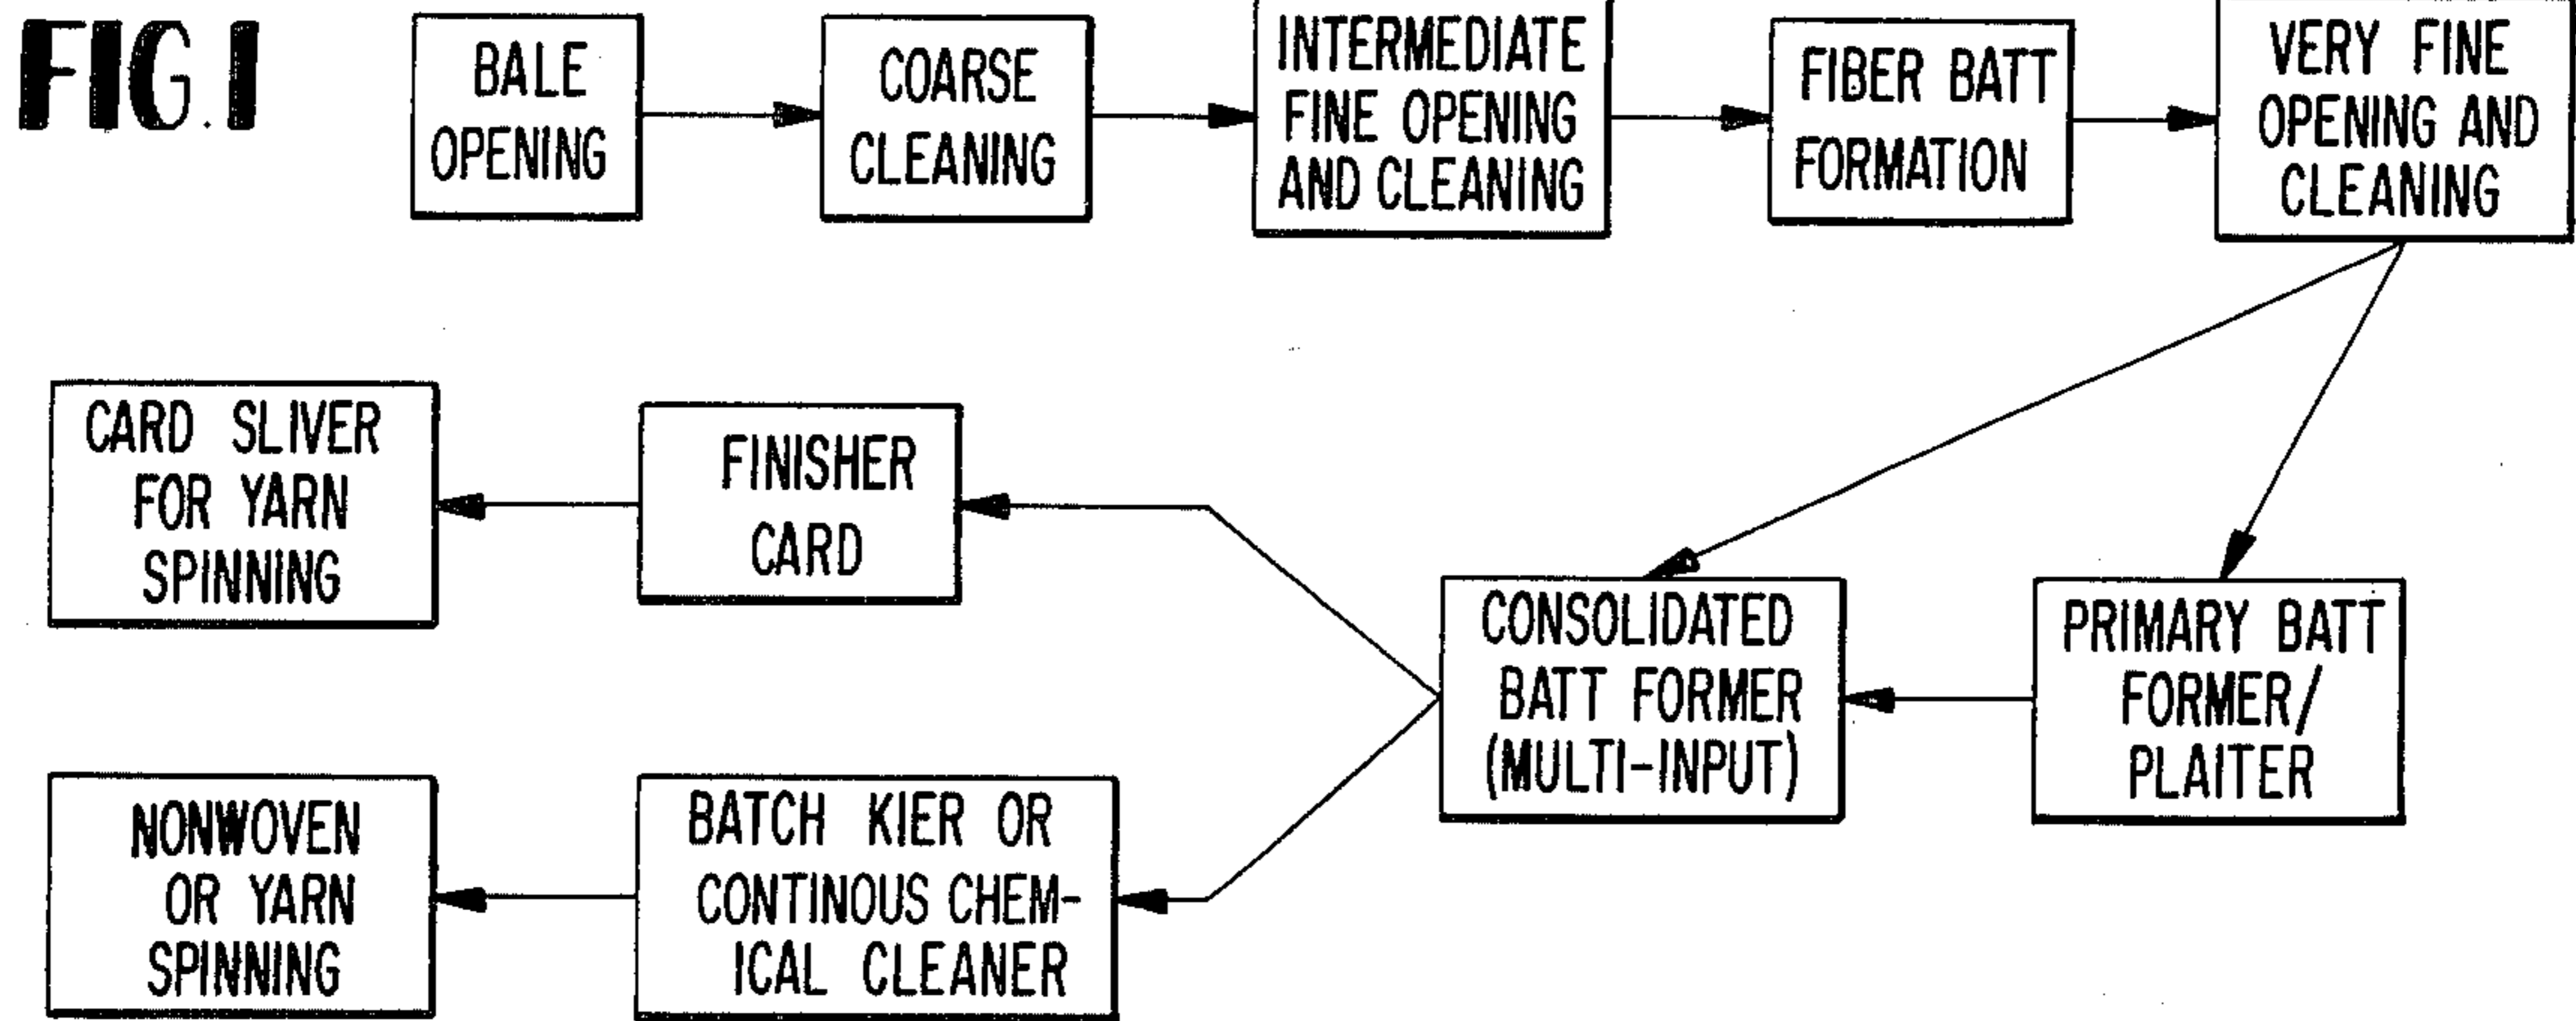 FIG. 1
BALE
OPENING
COARSE
CLEANING
INTERMEDIATE
FINE OPENING
AND CLEANING
FIBER BATT
FORMATION
VERY FINE
OPENING AND
CLEANING
CARD SLIVER
FOR YARN
SPINNING
FINISHER
CARD
CONSOLIDATED
BATT FORMER
(MULTI-INPUT)
PRIMARY BATT
FORMER/
PLAITER
NONWOVEN
OR YARN
SPINNING
BATCH KIER OR
CONTINOUS CHEM-
ICAL CLEANER